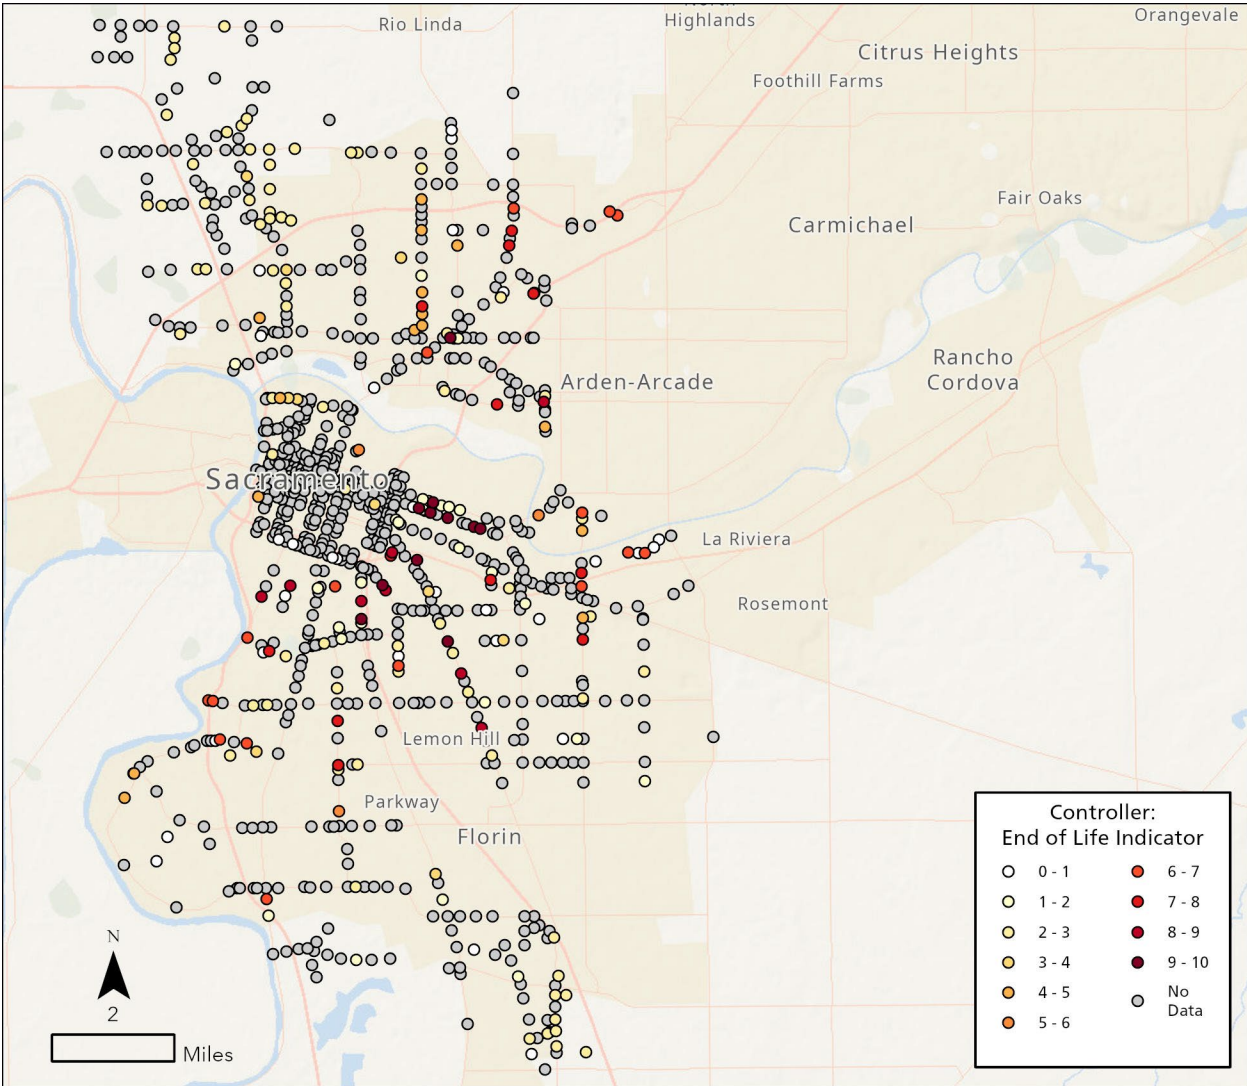 Rio Linda
Highlands
Orangevale
Citrus Heights
Foothill Farms
Fair Oaks
Carmichael
Rancho
Cordova
Arden-Arcade
Sacramento
La Riviera
Rosemont
Lemon Hill
Parkway
Florin
N
2
Miles
Controller:
End of Life Indicator
0 - 1
1 - 2
2 - 3
3 - 4
4 - 5
5 - 6
6 - 7
7 - 8
8 - 9
9 - 10
No
Data